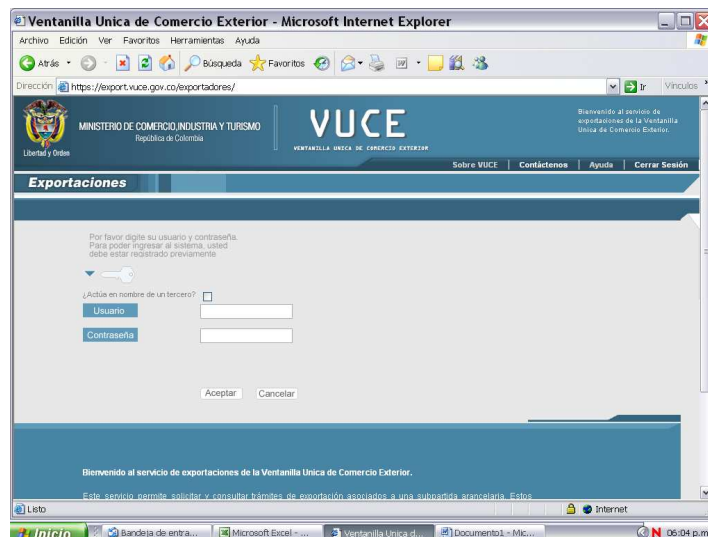 Ventanilla Unica de Comercio Exterior - Microsoft Internet Explorer
Archivo Edición Ver Favoritos Herramientas Ayuda
Atrás Búsqueda Favoritos
Dirección https://export.vuce.gov.co/exportadores/ Ir Vínculos
Libertad y Orden
MINISTERIO DE COMERCIO,INDUSTRIA Y TURISMO
República de Colombia
VUCE
VENTANILLA UNICA DE COMERCIO EXTERIOR
Bienvenido al servicio de
exportaciones de la Ventanilla
Unica de Comercio Exterior.
Sobre VUCE | Contáctenos | Ayuda | Cerrar Sesión
Exportaciones
Por favor digite su usuario y contraseña.
Para poder ingresar al sistema, usted
debe estar registrado previamente
¿Actúa en nombre de un tercero?
Usuario
Contraseña
Aceptar Cancelar
Bienvenido al servicio de exportaciones de la Ventanilla Unica de Comercio Exterior.
Este servicio permite solicitar y consultar trámites de exportación asociados a una subpartida arancelaria. Estos
Listo Internet
Inicio Bandeja de entra... Microsoft Excel - ... Ventanilla Unica d... Documento1 - Mic... N 06:04 p.m.